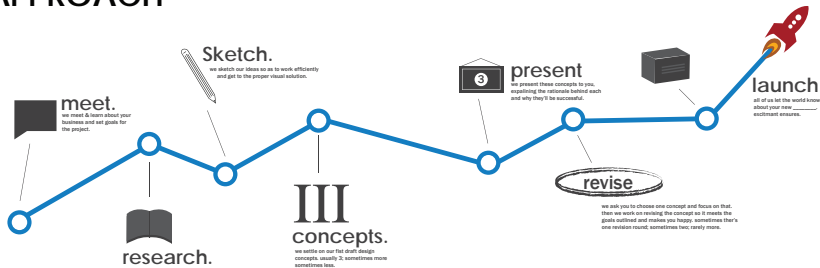 APPROACH
meet.
we meet & learn about your
business and set goals for
the project.
research.
Sketch.
we sketch our ideas so as to work efficiently
and get to the proper visual solution.
III
concepts.
we settle on our fist draft design
concepts. usually 3; sometimes more
sometimes less.
3
present
we present these concepts to you,
expalining the rationale behind each
and why they'll be successful.
revise
we ask you to choose one concept and focus on that.
then we work on revising the concept so it meets the
goals outlined and makes you happy. sometimes ther's
one revision round; sometimes two; rarely more.
launch
all of us let the world know
about your new ________.
excitmant ensures.